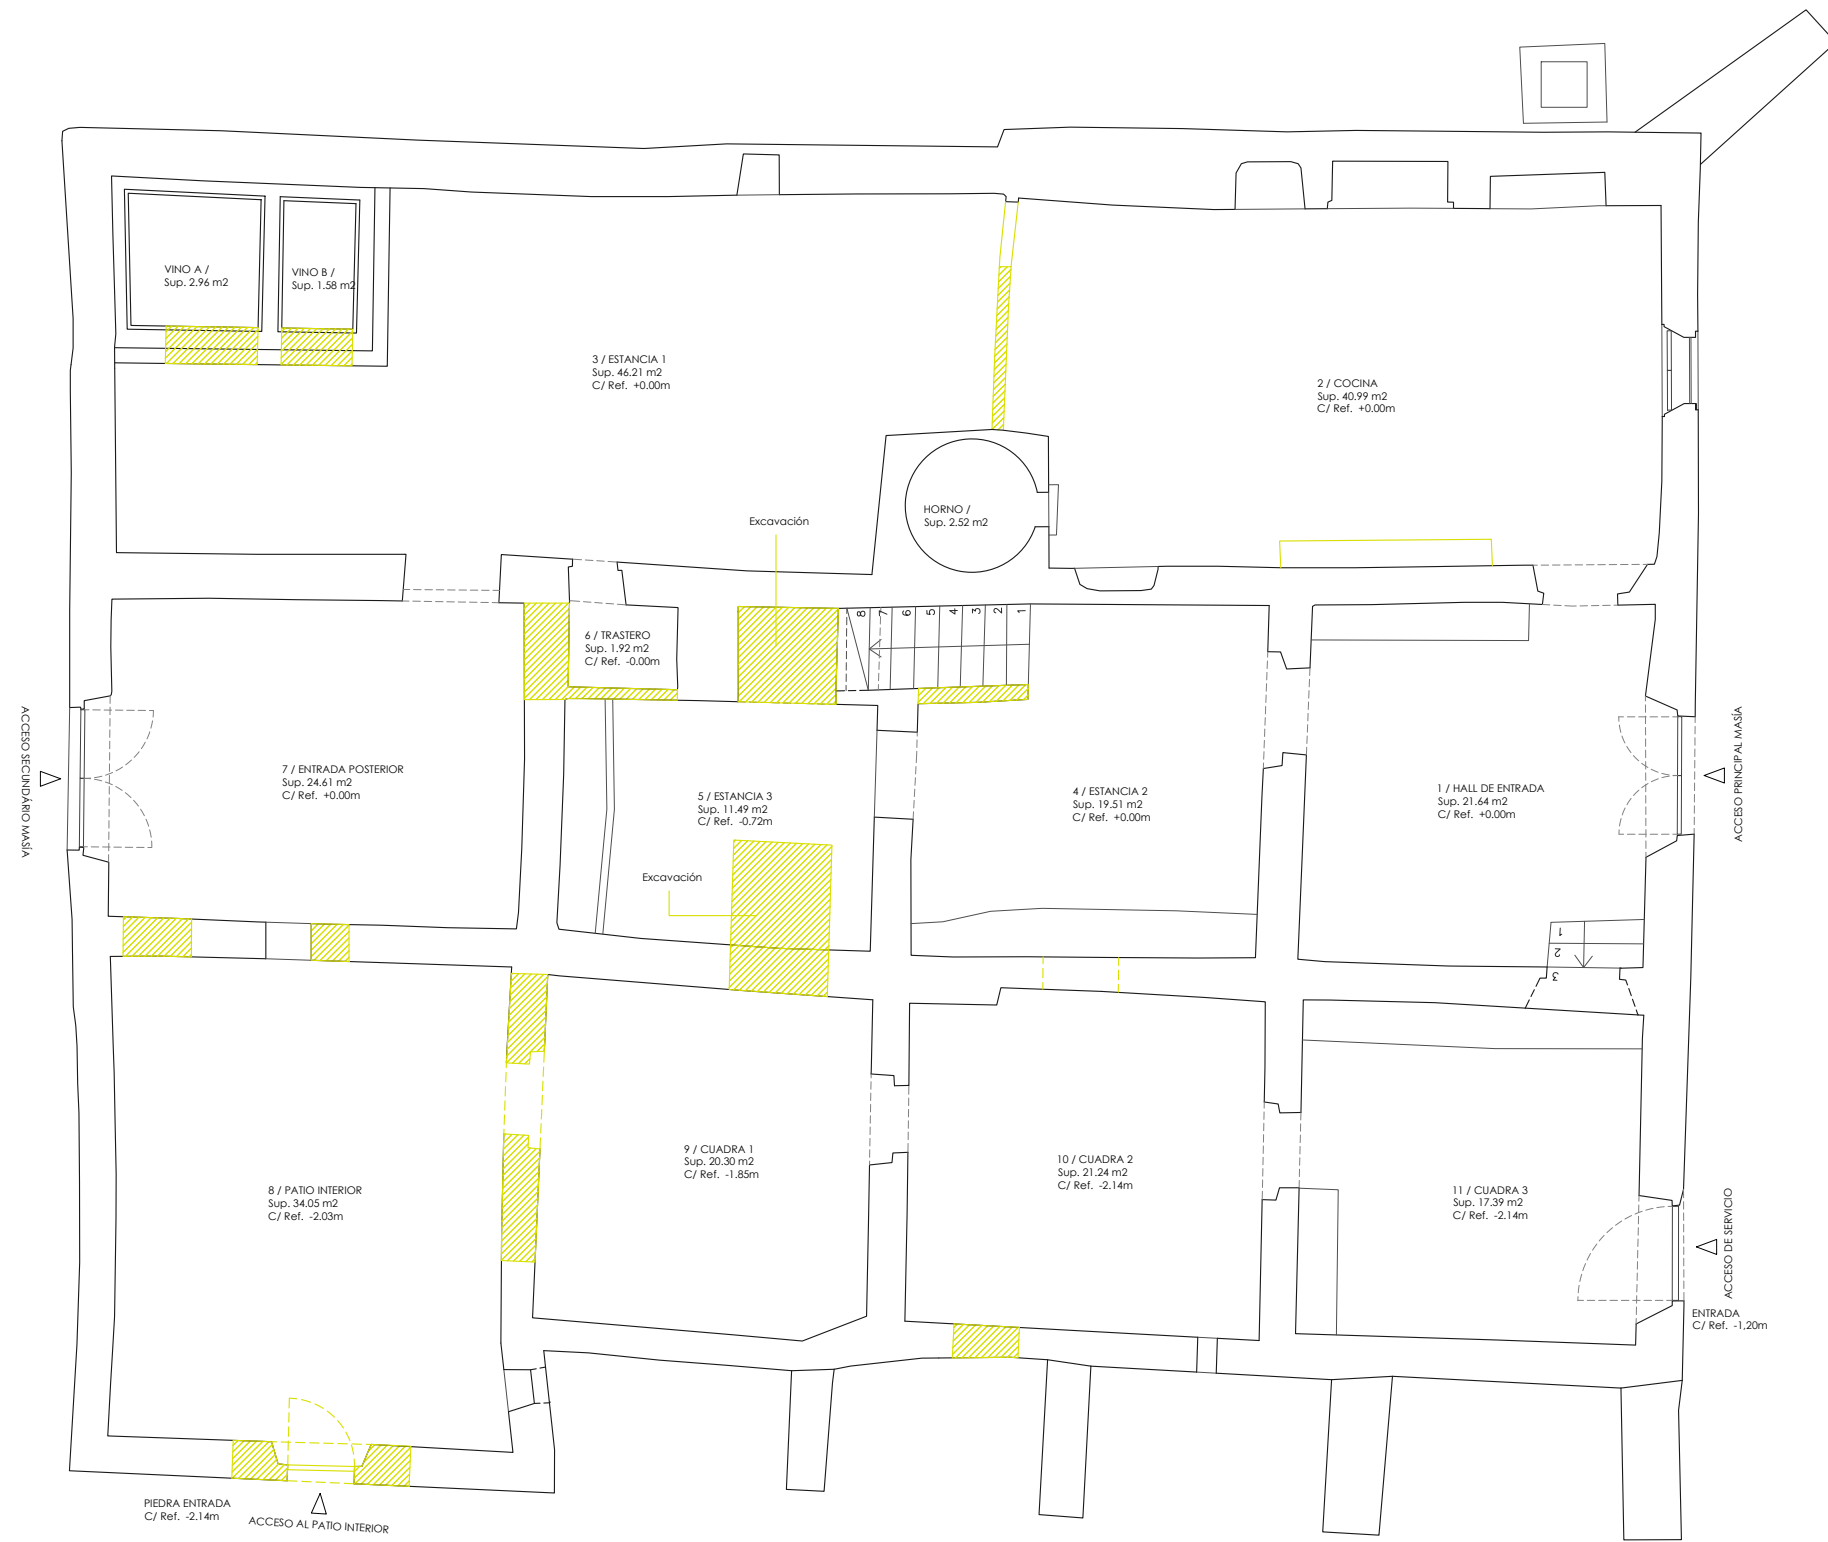 VINO A /
Sup. 2.96 m2
VINO B /
Sup. 1.58 m2
3 / ESTANCIA 1
Sup. 46.21 m2
C/ Ref. +0.00m
2 / COCINA
Sup. 40.99 m2
C/ Ref. +0.00m
HORNO /
Sup. 2.52 m2
Excavación
8 7 6 5 4 3 2 1
6 / TRASTERO
Sup. 1.92 m2
C/ Ref. -0.00m
ACCESO SECUNDÁRIO MASÍA
7 / ENTRADA POSTERIOR
Sup. 24.61 m2
C/ Ref. +0.00m
5 / ESTANCIA 3
Sup. 11.49 m2
C/ Ref. -0.72m
4 / ESTANCIA 2
Sup. 19.51 m2
C/ Ref. +0.00m
1 / HALL DE ENTRADA
Sup. 21.64 m2
C/ Ref. +0.00m
ACCESO PRINCIPAL MASÍA
Excavación
1
2
3
8 / PATIO INTERIOR
Sup. 34.05 m2
C/ Ref. -2.03m
9 / CUADRA 1
Sup. 20.30 m2
C/ Ref. -1.85m
10 / CUADRA 2
Sup. 21.24 m2
C/ Ref. -2.14m
11 / CUADRA 3
Sup. 17.39 m2
C/ Ref. -2.14m
ACCESO DE SERVICIO
ENTRADA
C/ Ref. -1,20m
PIEDRA ENTRADA
C/ Ref. -2.14m
ACCESO AL PATIO INTERIOR